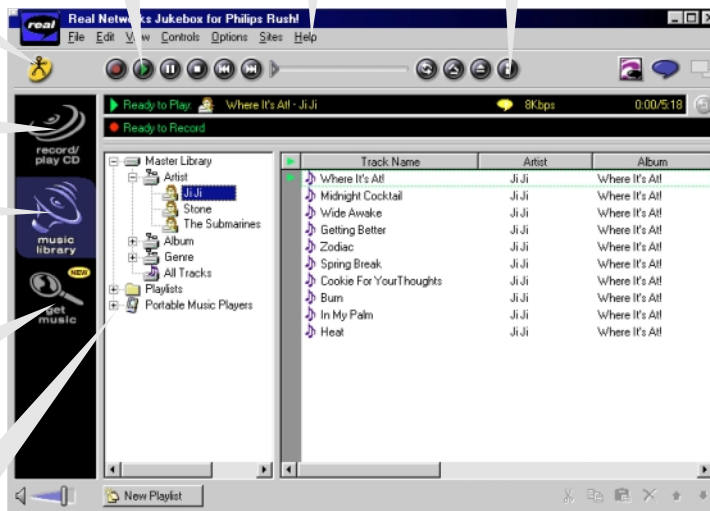 real
Real Networks Jukebox for Philips Rush!
File Edit View Controls Options Sites Help
Ready to Play: Where It's At! - Ji Ji 8Kbps 0:00/5:18
Ready to Record
record/
play CD
music
library
NEW
get
music
Master Library
Artist
Ji Ji
Stone
The Submarines
Album
Genre
All Tracks
Playlists
Portable Music Players
Track Name Artist Album
Where It's At! Ji Ji Where It's At!
Midnight Cocktail Ji Ji Where It's At!
Wide Awake Ji Ji Where It's At!
Getting Better Ji Ji Where It's At!
Zodiac Ji Ji Where It's At!
Spring Break Ji Ji Where It's At!
Cookie For YourThoughts Ji Ji Where It's At!
Burn Ji Ji Where It's At!
In My Palm Ji Ji Where It's At!
Heat Ji Ji Where It's At!
New Playlist